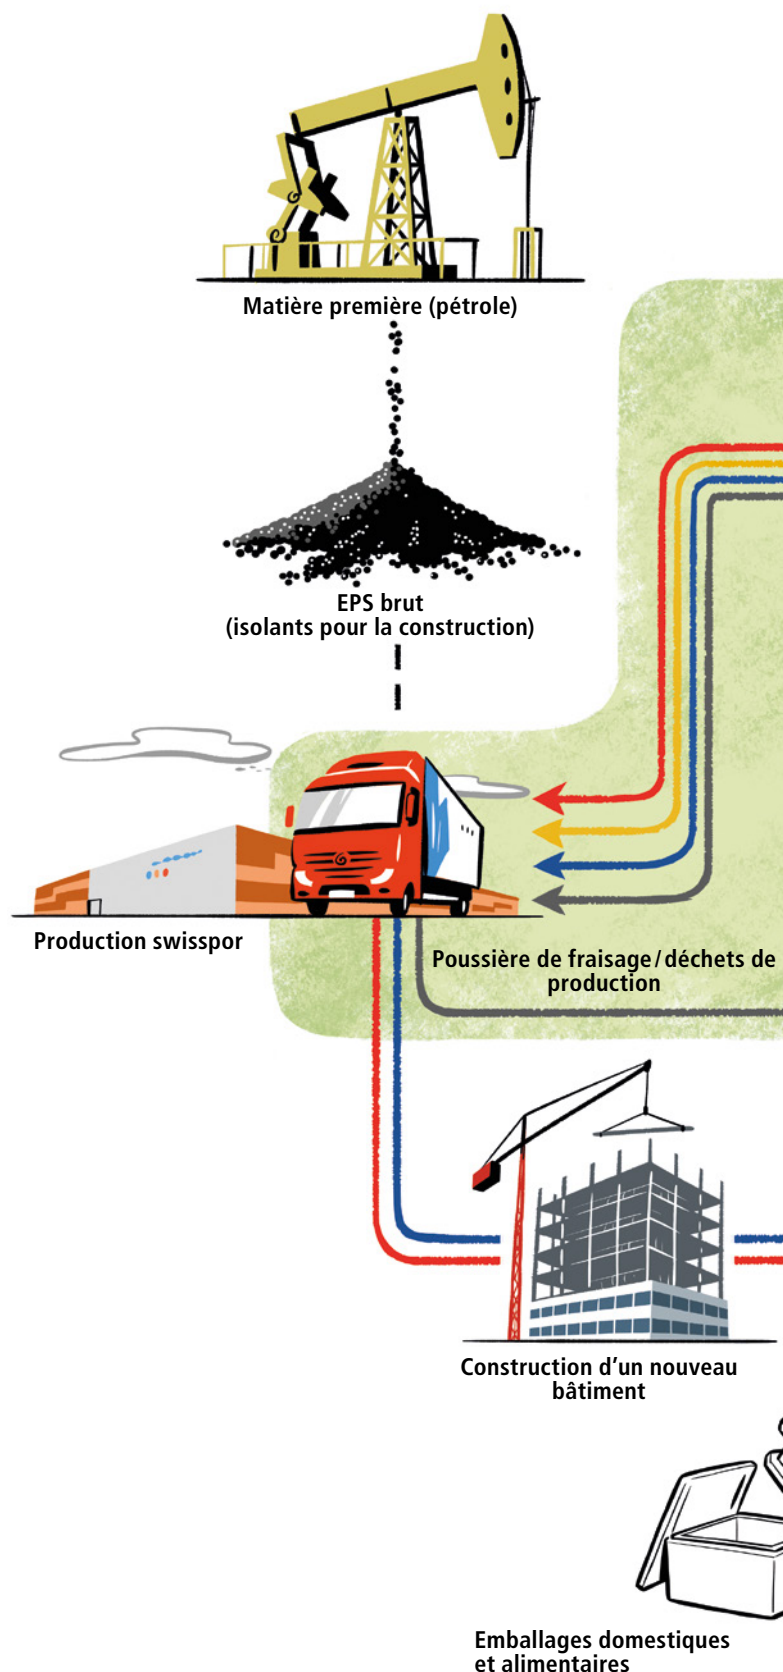 Matière première (pétrole)
EPS brut
(isolants pour la construction)
Production swisspor
Poussière de fraisage/déchets de
production
Construction d’un nouveau
bâtiment
Emballages domestiques
et alimentaires